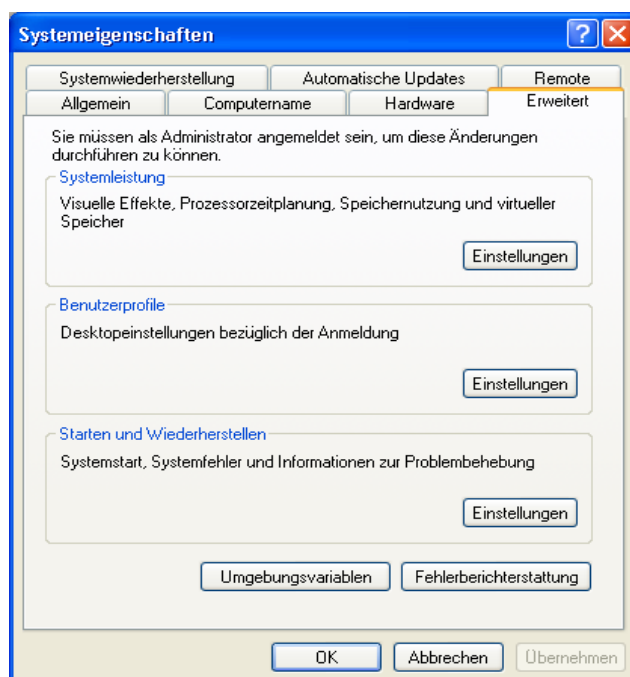 Systemeigenschaften
Systemwiederherstellung Automatische Updates Remote
Allgemein Computername Hardware Erweitert
Sie müssen als Administrator angemeldet sein, um diese Änderungen
durchführen zu können.
Systemleistung
Visuelle Effekte, Prozessorzeitplanung, Speichernutzung und virtueller
Speicher
Einstellungen
Benutzerprofile
Desktopeinstellungen bezüglich der Anmeldung
Einstellungen
Starten und Wiederherstellen
Systemstart, Systemfehler und Informationen zur Problembehebung
Einstellungen
Umgebungsvariablen Fehlerberichterstattung
OK Abbrechen Übernehmen